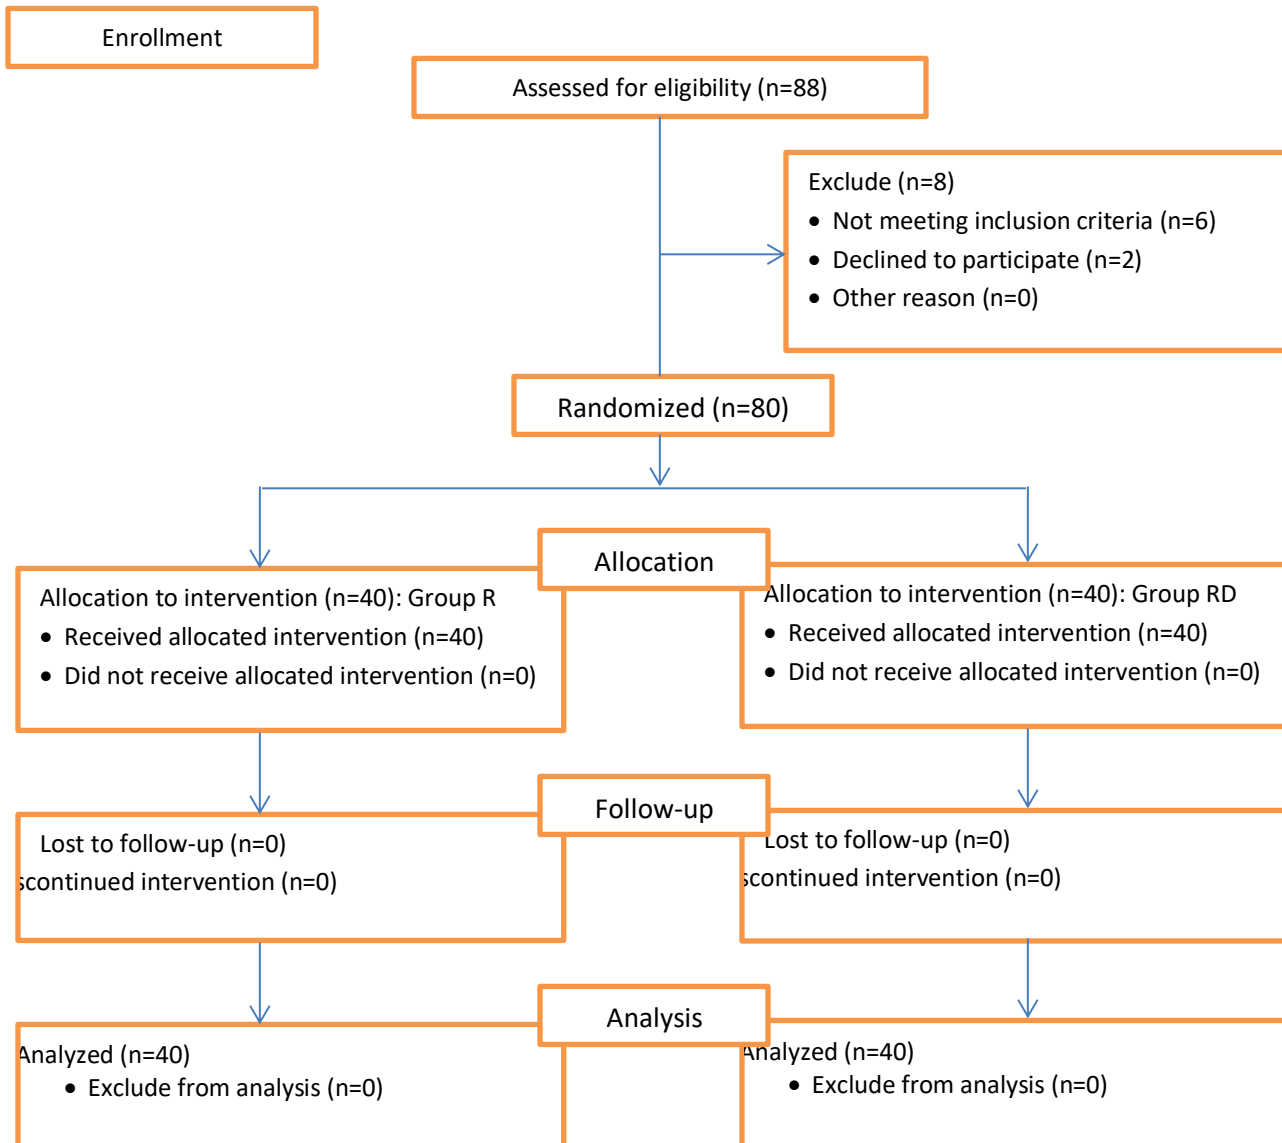 Enrollment
Assessed for eligibility (n=88)
Exclude (n=8)
• Not meeting inclusion criteria (n=6)
• Declined to participate (n=2)
• Other reason (n=0)
Randomized (n=80)
Allocation
Allocation to intervention (n=40): Group R
• Received allocated intervention (n=40)
• Did not receive allocated intervention (n=0)
Allocation to intervention (n=40): Group RD
• Received allocated intervention (n=40)
• Did not receive allocated intervention (n=0)
Follow-up
Lost to follow-up (n=0)
scontinued intervention (n=0)
Lost to follow-up (n=0)
scontinued intervention (n=0)
Analysis
Analyzed (n=40)
• Exclude from analysis (n=0)
Analyzed (n=40)
• Exclude from analysis (n=0)